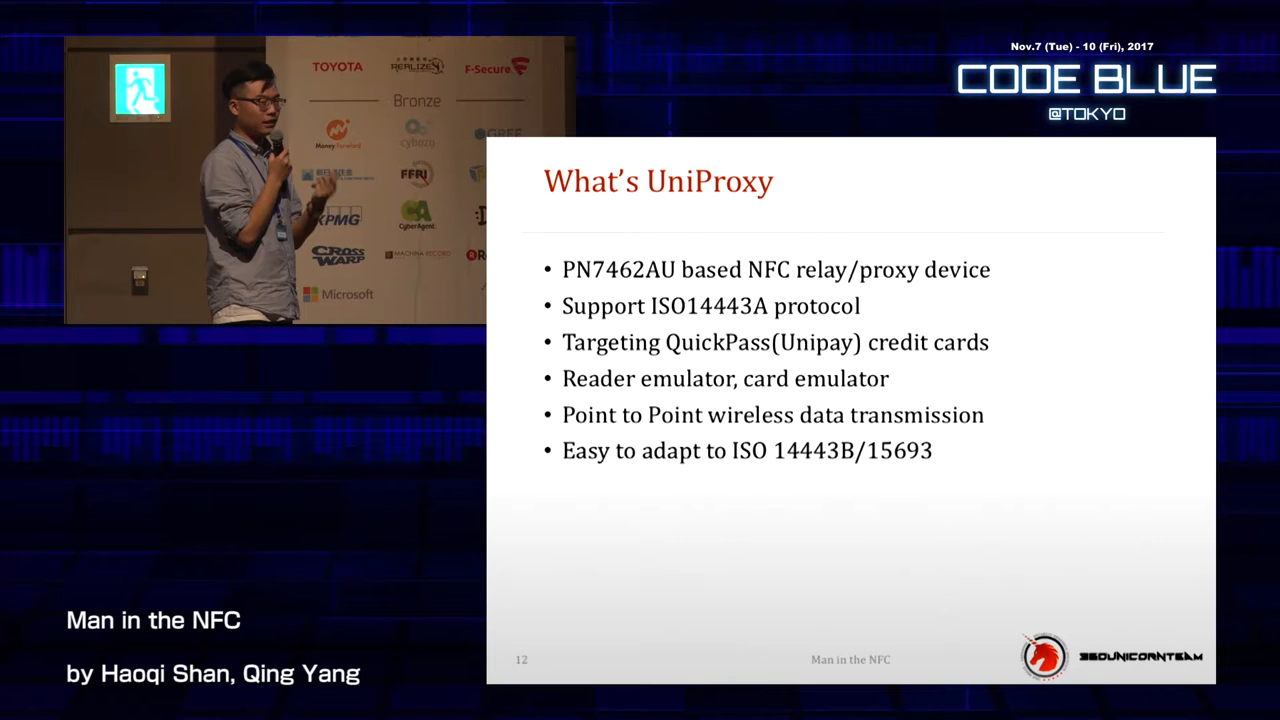 Nov.7 (Tue) - 10 (Fri), 2017
CODE BLUE
@TOKYO
TOYOTA
REALIZE
F-Secure
Bronze
Money Forward
cybozu
GREE
FFRI
KPMG
CyberAgent
CROSS WARP
MACHINA RECORD
Microsoft
What's UniProxy
• PN7462AU based NFC relay/proxy device
• Support ISO14443A protocol
• Targeting QuickPass(Unipay) credit cards
• Reader emulator, card emulator
• Point to Point wireless data transmission
• Easy to adapt to ISO 14443B/15693
12
Man in the NFC
360UNICORNTEAM
Man in the NFC
by Haoqi Shan, Qing Yang